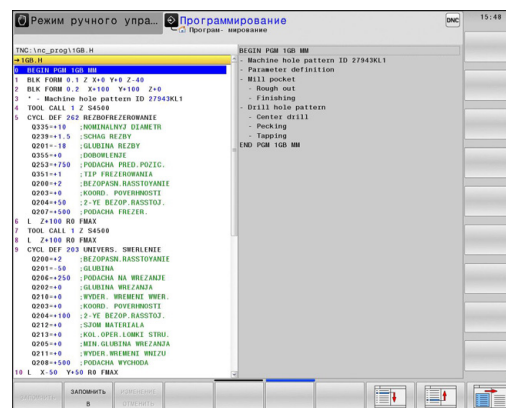 Режим ручного упра...
Программирование
Програм- мирование
DNC
15:48
TNC:\nc_prog\1GB.H
→1GB.H
0 BEGIN PGM 1GB MM
1 BLK FORM 0.1 Z X+0 Y+0 Z-40
2 BLK FORM 0.2 X+100 Y+100 Z+0
3 * - Machine hole pattern ID 27943KL1
4 TOOL CALL 1 Z S4500
5 CYCL DEF 262 REZBOFREZEROWANIE
Q335=+10 ;NOMINALNYJ DIAMETR
Q239=+1.5 ;SCHAG REZBY
Q201=-18 ;GLUBINA REZBY
Q355=+0 ;DOBOWLENJE
Q253=+750 ;PODACHA PRED.POZIC.
Q351=+1 ;TIP FREZEROWANIA
Q200=+2 ;BEZOPASN.RASSTOYANIE
Q203=+0 ;KOORD. POVERHNOSTI
Q204=+50 ;2-YE BEZOP.RASSTOJ.
Q207=+500 ;PODACHA FREZER.
6 L Z+100 R0 FMAX
7 TOOL CALL 1 Z S4500
8 L Z+100 R0 FMAX
9 CYCL DEF 203 UNIVERS. SWERLENIE
Q200=+2 ;BEZOPASN.RASSTOYANIE
Q201=-50 ;GLUBINA
Q206=+250 ;PODACHA NA WREZANJE
Q202=+0 ;GLUBINA WREZANJA
Q210=+0 ;WYDER. WREMENI WWER.
Q203=+0 ;KOORD. POVERHNOSTI
Q204=+100 ;2-YE BEZOP.RASSTOJ.
Q212=+0 ;SJOM MATERIALA
Q213=+0 ;KOL.OPER.LOMKI STRU.
Q205=+0 ;MIN.GLUBINA WREZANJA
Q211=+0 ;WYDER.WREMENI WNIZU
Q208=+500 ;PODACHA WYCHODA
10 L X-50 Y+50 R0 FMAX
BEGIN PGM 1GB MM
- Machine hole pattern ID 27943KL1
- Parameter definition
- Mill pocket
- Rough out
- Finishing
- Drill hole pattern
- Center drill
- Pecking
- Tapping
END PGM 1GB MM
ЗАПОМНИТЬ
ЗАПОМНИТЬ
В
ОТМЕНИТЬ